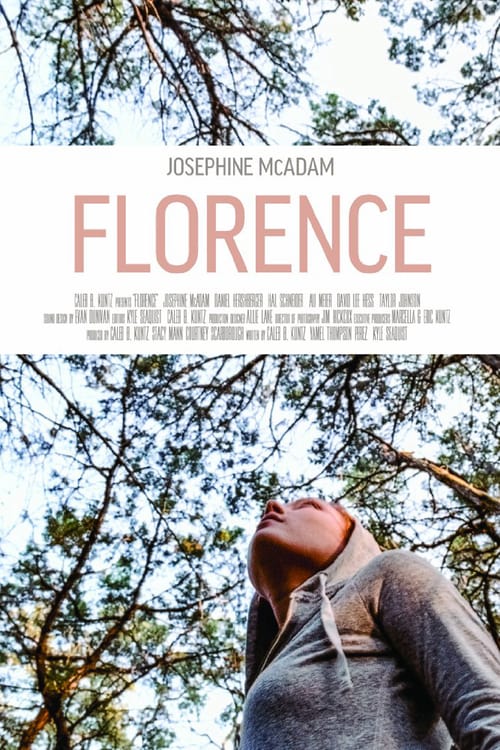 JOSEPHINE McADAM
FLORENCE
CALEB B. KUNTZ PRESENTS "FLORENCE" JOSEPHINE McADAM DANIEL HERSHBERGER HAL SCHNEIDER ALI MEIER DAVID LEE HESS TAYLOR JOHNSON
SOUND DESIGN BY EVAN DUNIVAN EDITORS KYLE SEAQUIST CALEB B. KUNTZ PRODUCTION DESIGNER ALLIE LANE DIRECTOR OF PHOTOGRAPHY JIM HICKCOX EXECUTIVE PRODUCERS MARCELLA & ERIC KUNTZ
PRODUCED BY CALEB B. KUNTZ STACY MANN COURTNEY SCARBOROUGH WRITTEN BY CALEB B. KUNTZ YAMEL THOMPSON PEREZ KYLE SEAQUIST